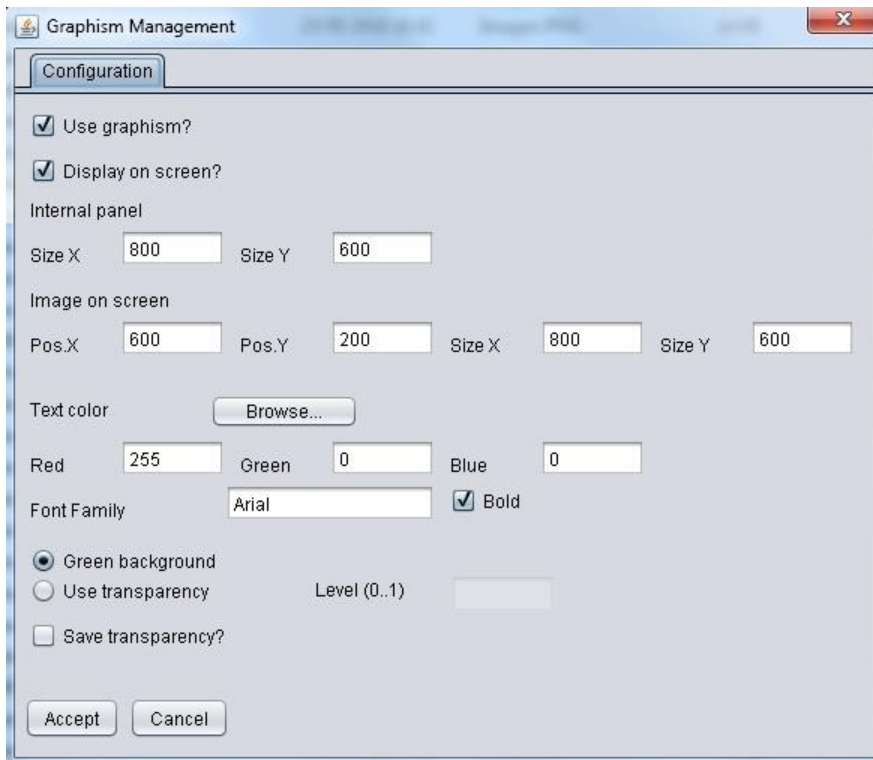 Graphism Management
Configuration
Use graphism?
Display on screen?
Internal panel
Size X 800 Size Y 600
Image on screen
Pos.X 600 Pos.Y 200 Size X 800 Size Y 600
Text color Browse...
Red 255 Green 0 Blue 0
Font Family Arial Bold
Green background
Use transparency Level (0..1)
Save transparency?
Accept Cancel